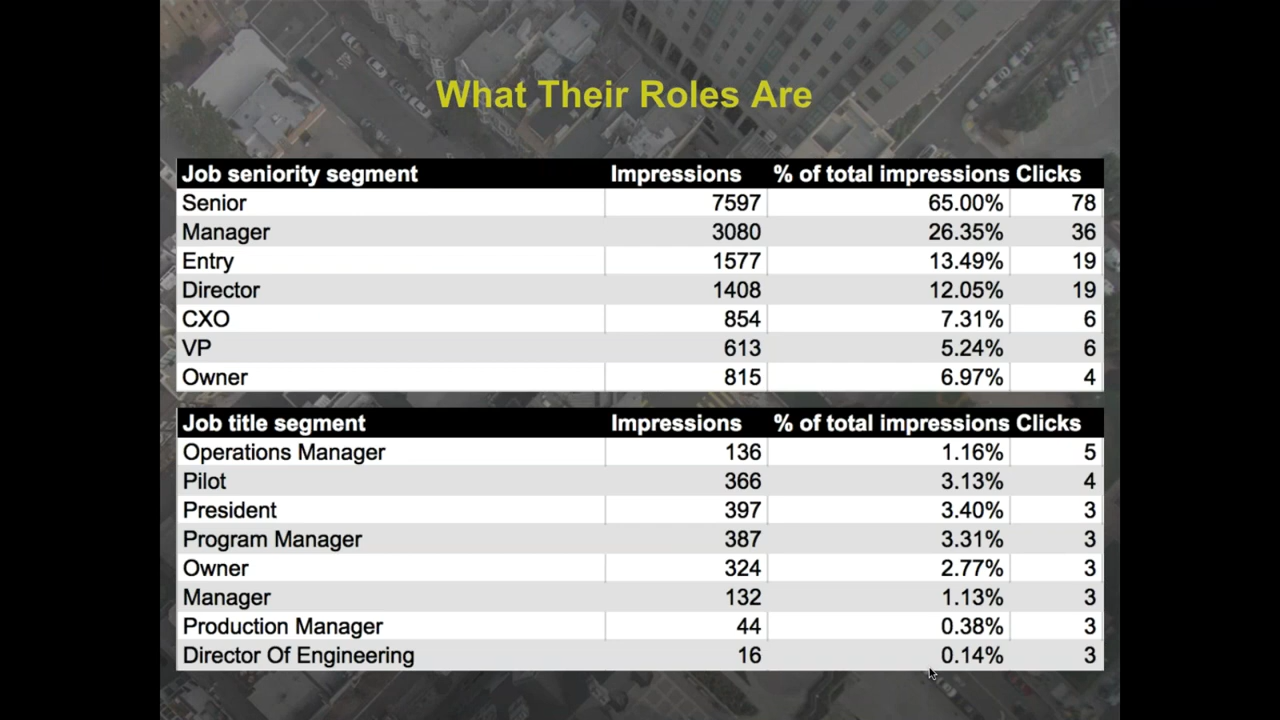 What Their Roles Are
Job seniority segment Impressions % of total impressions Clicks
Senior 7597 65.00% 78
Manager 3080 26.35% 36
Entry 1577 13.49% 19
Director 1408 12.05% 19
CXO 854 7.31% 6
VP 613 5.24% 6
Owner 815 6.97% 4
Job title segment Impressions % of total impressions Clicks
Operations Manager 136 1.16% 5
Pilot 366 3.13% 4
President 397 3.40% 3
Program Manager 387 3.31% 3
Owner 324 2.77% 3
Manager 132 1.13% 3
Production Manager 44 0.38% 3
Director Of Engineering 16 0.14% 3